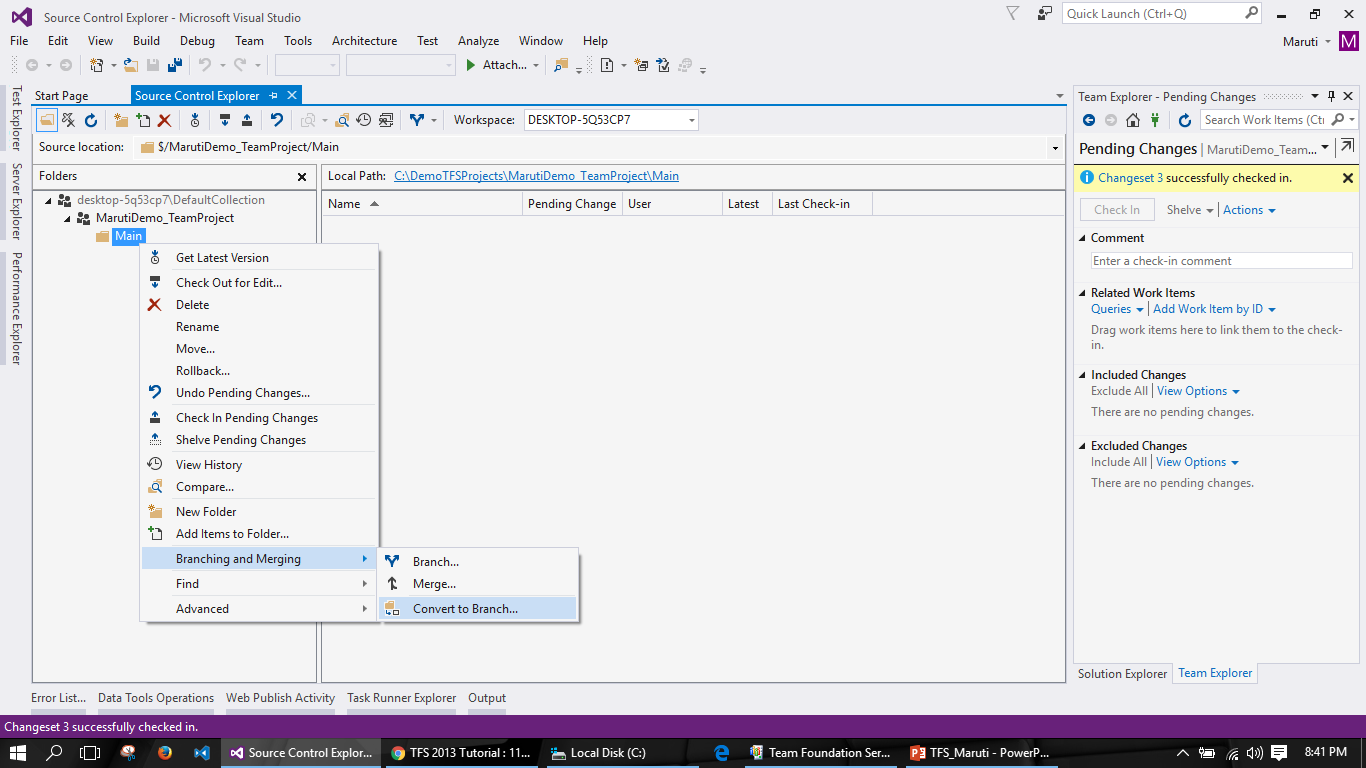 Source Control Explorer - Microsoft Visual Studio
Quick Launch (Ctrl+Q)
File Edit View Build Debug Team Tools Architecture Test Analyze Window Help
Maruti M
Attach...
Test Explorer
Server Explorer
Performance Explorer
Start Page Source Control Explorer
Workspace: DESKTOP-5Q53CP7
Source location: $/MarutiDemo_TeamProject/Main
Folders
desktop-5q53cp7\DefaultCollection
MarutiDemo_TeamProject
Main
Local Path: C:\DemoTFSProjects\MarutiDemo_TeamProject\Main
Name Pending Change User Latest Last Check-in
Get Latest Version
Check Out for Edit...
Delete
Rename
Move...
Rollback...
Undo Pending Changes...
Check In Pending Changes
Shelve Pending Changes
View History
Compare...
New Folder
Add Items to Folder...
Branching and Merging
Find
Advanced
Branch...
Merge...
Convert to Branch...
Team Explorer - Pending Changes
Search Work Items (Ctr
Pending Changes | MarutiDemo_Team...
Changeset 3 successfully checked in.
Check In Shelve Actions
Comment
Enter a check-in comment
Related Work Items
Queries Add Work Item by ID
Drag work items here to link them to the check-
in.
Included Changes
Exclude All View Options
There are no pending changes.
Excluded Changes
Include All View Options
There are no pending changes.
Solution Explorer Team Explorer
Error List... Data Tools Operations Web Publish Activity Task Runner Explorer Output
Changeset 3 successfully checked in.
Source Control Explor... TFS 2013 Tutorial : 11... Local Disk (C:) Team Foundation Ser... TFS_Maruti - PowerP... 8:41 PM